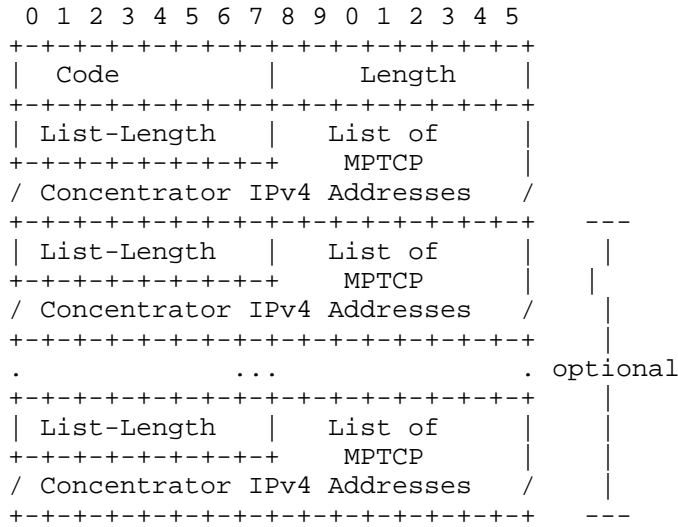 0 1 2 3 4 5 6 7 8 9 0 1 2 3 4 5
+-+-+-+-+-+-+-+-+-+-+-+-+-+-+-+-+
|  Code         |     Length    |
+-+-+-+-+-+-+-+-+-+-+-+-+-+-+-+-+
| List-Length   |   List of     |
+-+-+-+-+-+-+-+-+    MPTCP      |
/ Concentrator IPv4 Addresses   /
+-+-+-+-+-+-+-+-+-+-+-+-+-+-+-+-+   ---
| List-Length   |   List of     |    |
+-+-+-+-+-+-+-+-+    MPTCP      |   |
/ Concentrator IPv4 Addresses   /    |
+-+-+-+-+-+-+-+-+-+-+-+-+-+-+-+-+    |
.             ...               . optional
+-+-+-+-+-+-+-+-+-+-+-+-+-+-+-+-+    |
| List-Length   |   List of     |    |
+-+-+-+-+-+-+-+-+    MPTCP      |    |
/ Concentrator IPv4 Addresses   /    |
+-+-+-+-+-+-+-+-+-+-+-+-+-+-+-+-+   ---